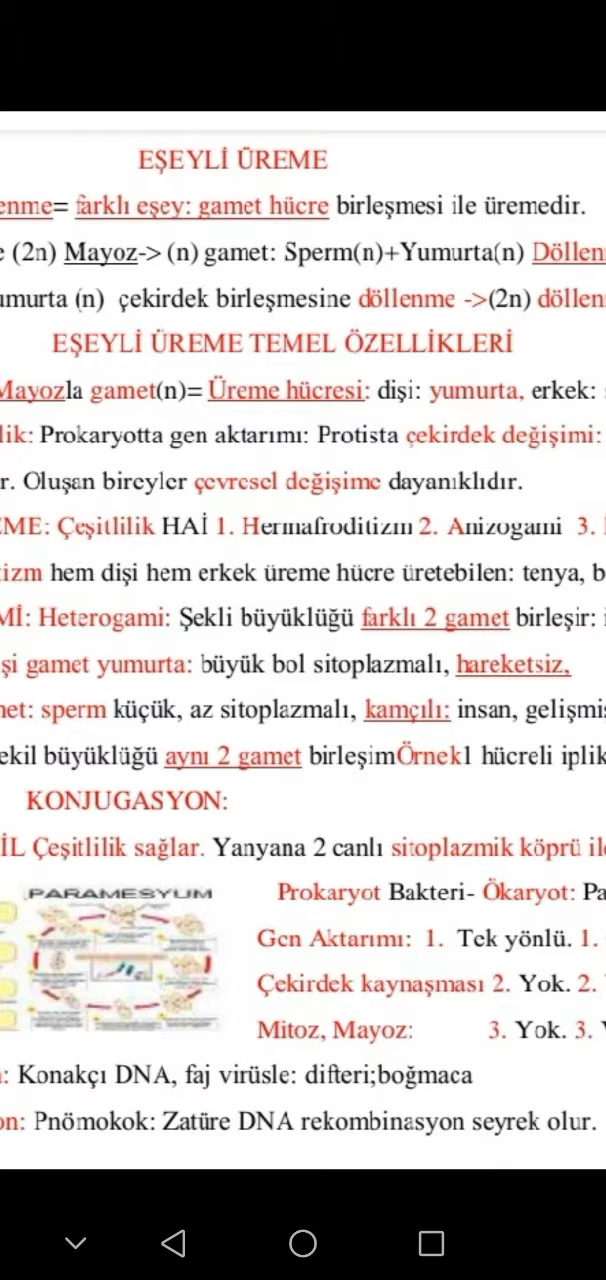 EŞEYLİ ÜREME
enme= farklı eşey: gamet hücre birleşmesi ile üremedir.
e (2n) Mayoz-> (n) gamet: Sperm(n)+Yumurta(n) Döllen
umurta (n) çekirdek birleşmesine döllenme ->(2n) döllen
EŞEYLİ ÜREME TEMEL ÖZELLİKLERİ
Mayozla gamet(n)= Üreme hücresi: dişi: yumurta, erkek:
lik: Prokaryotta gen aktarımı: Protista çekirdek değişimi:
r. Oluşan bireyler çevresel değişime dayanıklıdır.
ME: Çeşitlilik HAİ 1. Hermafroditizm 2. Anizogami 3.
tizm hem dişi hem erkek üreme hücre üretebilen: tenya, b
Mİ: Heterogami: Şekli büyüklüğü farklı 2 gamet birleşir:
şi gamet yumurta: büyük bol sitoplazmalı, hareketsiz,
met: sperm küçük, az sitoplazmalı, kamçılı: insan, gelişmiş
ekil büyüklüğü aynı 2 gamet birleşimÖrnek1 hücreli iplik
KONJUGASYON:
İL Çeşitlilik sağlar. Yanyana 2 canlı sitoplazmik köprü ile
PARAMESYUM
Prokaryot Bakteri- Ökaryot: Pa
Gen Aktarımı: 1. Tek yönlü. 1.
Çekirdek kaynaşması 2. Yok. 2.
Mitoz, Mayoz: 3. Yok. 3.
: Konakçı DNA, faj virüsle: difteri;boğmaca
on: Pnömokok: Zatüre DNA rekombinasyon seyrek olur.